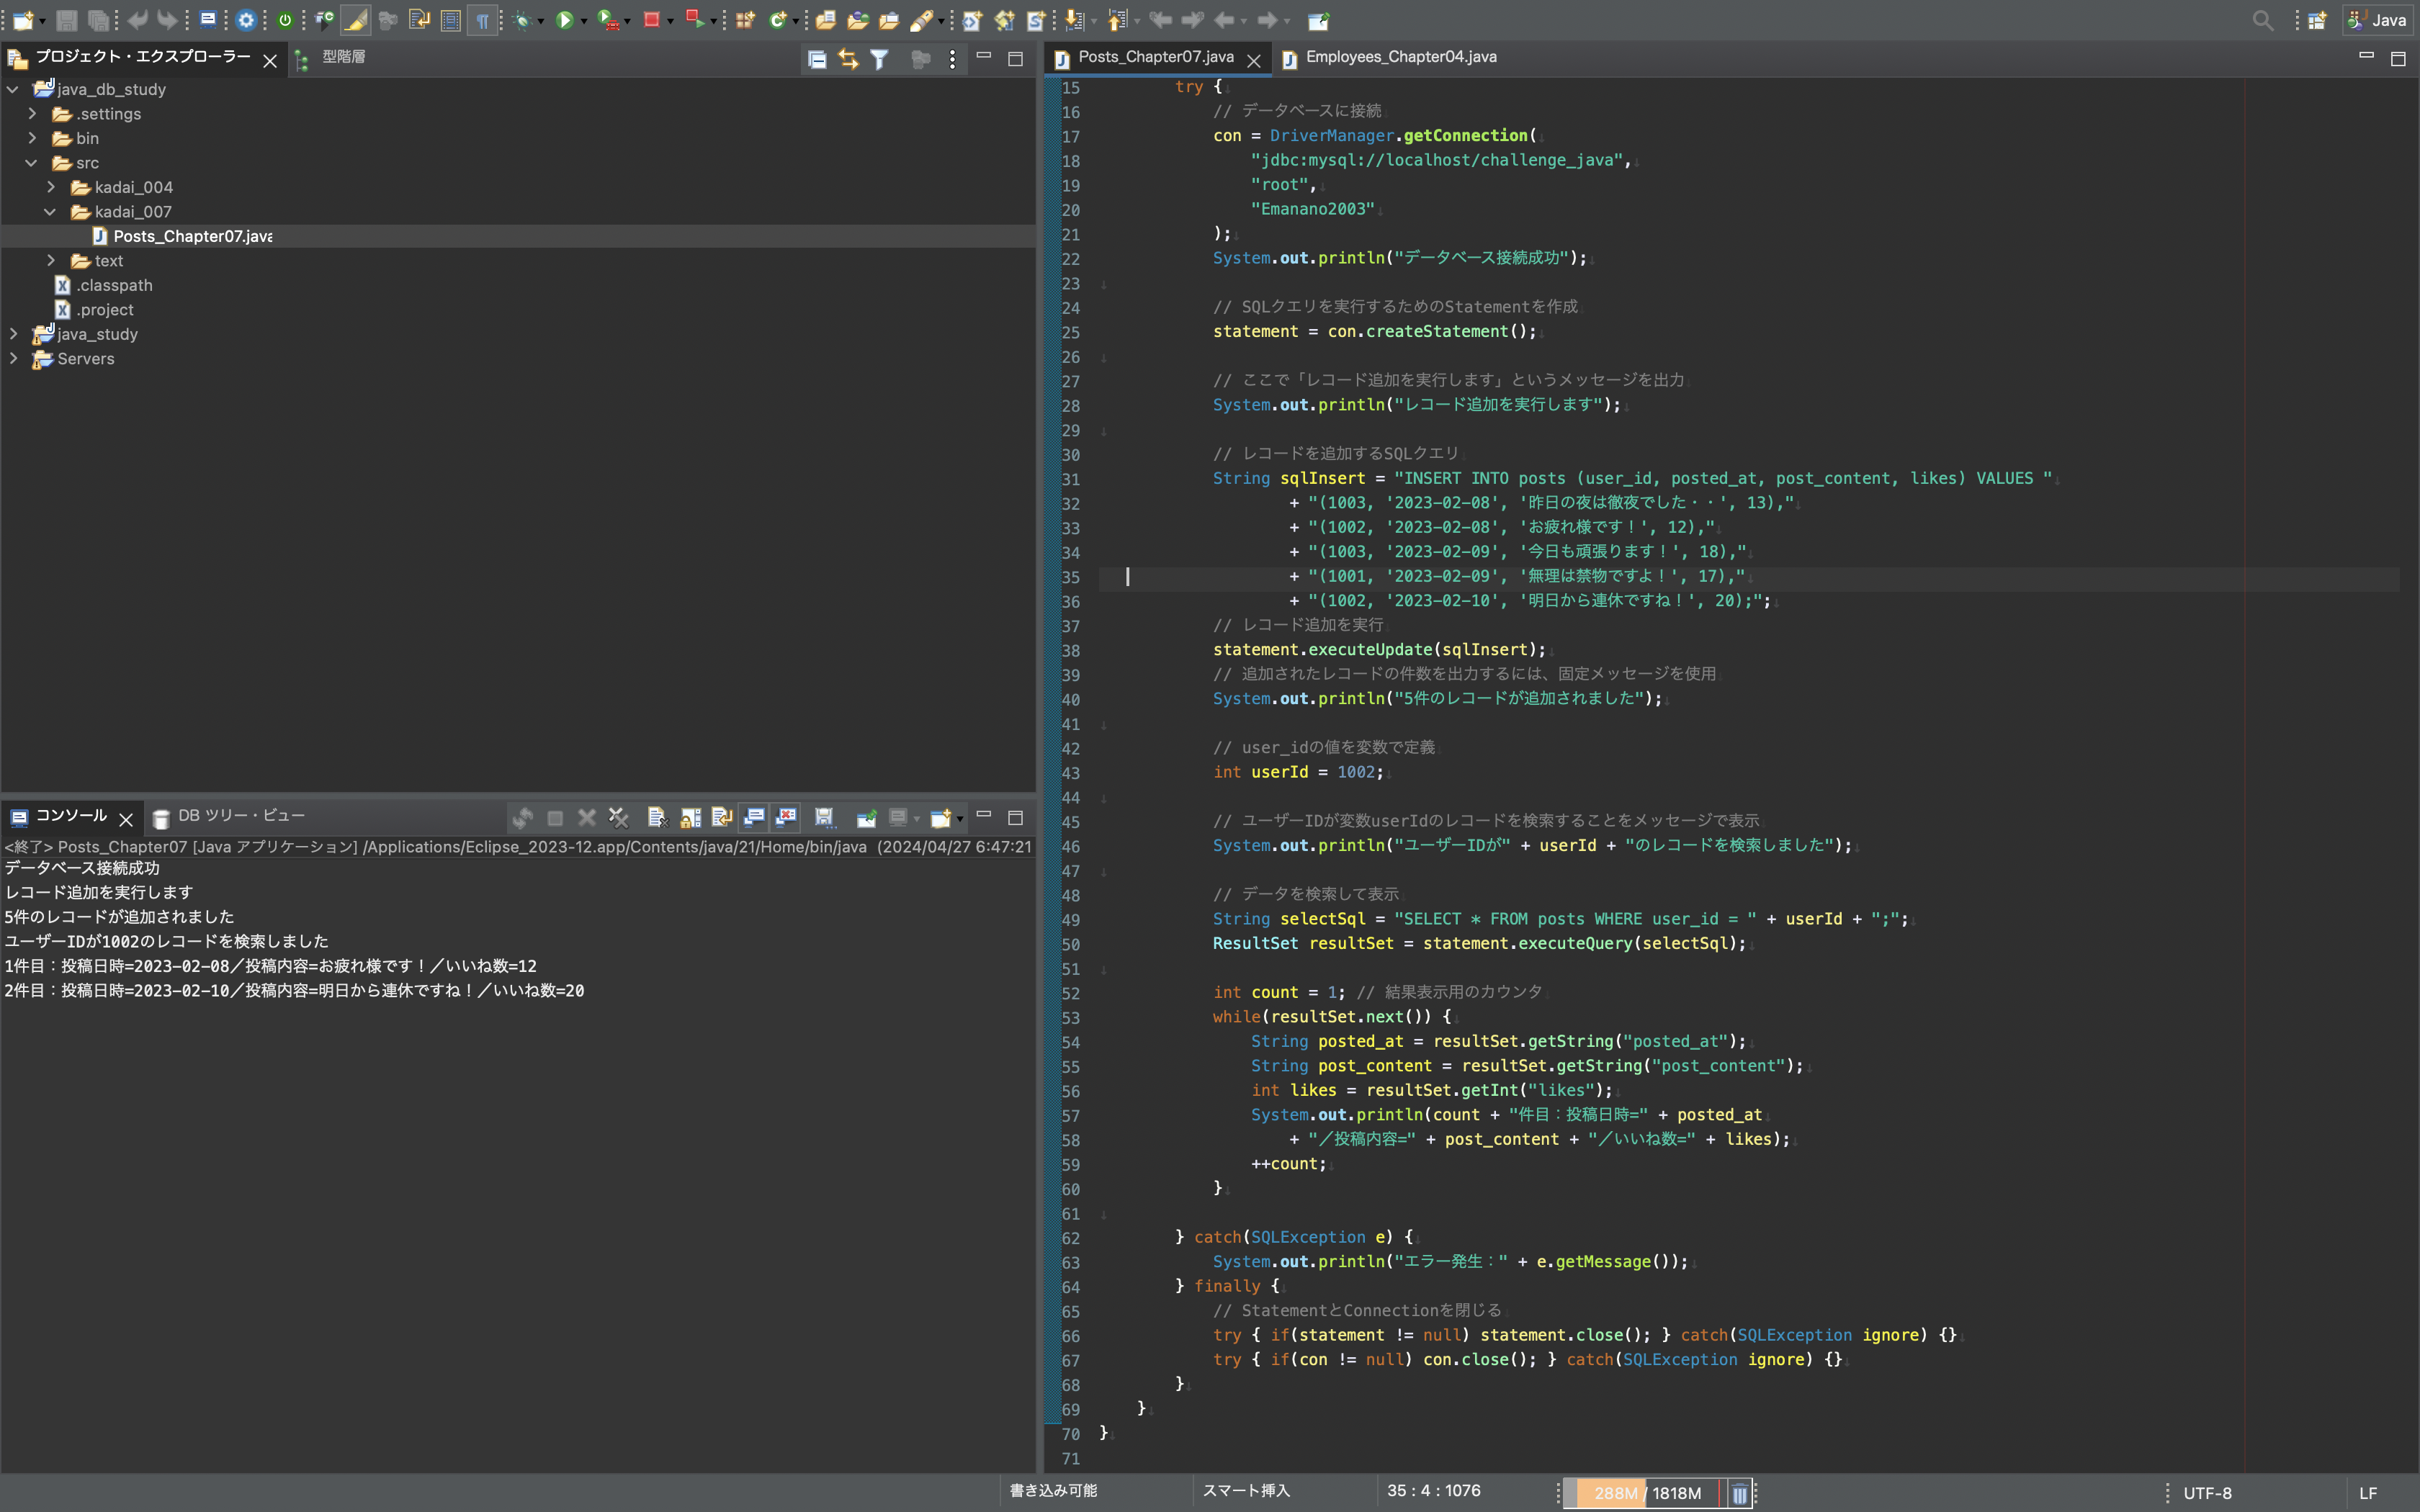 Java
プロジェクト・エクスプローラー
型階層
java_db_study
.settings
bin
src
kadai_004
kadai_007
Posts_Chapter07.java
text
.classpath
.project
java_study
Servers
コンソール
DB ツリー・ビュー
<終了> Posts_Chapter07 [Java アプリケーション] /Applications/Eclipse_2023-12.app/Contents/java/21/Home/bin/java (2024/04/27 6:47:21
データベース接続成功
レコード追加を実行します
5件のレコードが追加されました
ユーザーIDが1002のレコードを検索しました
1件目：投稿日時=2023-02-08／投稿内容=お疲れ様です！／いいね数=12
2件目：投稿日時=2023-02-10／投稿内容=明日から連休ですね！／いいね数=20
Posts_Chapter07.java
Employees_Chapter04.java
15 try {
16 // データベースに接続
17 con = DriverManager.getConnection(
18 "jdbc:mysql://localhost/challenge_java",
19 "root",
20 "Emanano2003"
21 );
22 System.out.println("データベース接続成功");
23
24 // SQLクエリを実行するためのStatementを作成
25 statement = con.createStatement();
26
27 // ここで「レコード追加を実行します」というメッセージを出力
28 System.out.println("レコード追加を実行します");
29
30 // レコードを追加するSQLクエリ
31 String sqlInsert = "INSERT INTO posts (user_id, posted_at, post_content, likes) VALUES "
32 + "(1003, '2023-02-08', '昨日の夜は徹夜でした・・', 13),"
33 + "(1002, '2023-02-08', 'お疲れ様です！', 12),"
34 + "(1003, '2023-02-09', '今日も頑張ります！', 18),"
35 + "(1001, '2023-02-09', '無理は禁物ですよ！', 17),"
36 + "(1002, '2023-02-10', '明日から連休ですね！', 20);";
37 // レコード追加を実行
38 statement.executeUpdate(sqlInsert);
39 // 追加されたレコードの件数を出力するには、固定メッセージを使用
40 System.out.println("5件のレコードが追加されました");
41
42 // user_idの値を変数で定義
43 int userId = 1002;
44
45 // ユーザーIDが変数userIdのレコードを検索することをメッセージで表示
46 System.out.println("ユーザーIDが" + userId + "のレコードを検索しました");
47
48 // データを検索して表示
49 String selectSql = "SELECT * FROM posts WHERE user_id = " + userId + ";";
50 ResultSet resultSet = statement.executeQuery(selectSql);
51
52 int count = 1; // 結果表示用のカウンタ
53 while(resultSet.next()) {
54 String posted_at = resultSet.getString("posted_at");
55 String post_content = resultSet.getString("post_content");
56 int likes = resultSet.getInt("likes");
57 System.out.println(count + "件目：投稿日時=" + posted_at
58 + "／投稿内容=" + post_content + "／いいね数=" + likes);
59 ++count;
60 }
61
62 } catch(SQLException e) {
63 System.out.println("エラー発生：" + e.getMessage());
64 } finally {
65 // StatementとConnectionを閉じる
66 try { if(statement != null) statement.close(); } catch(SQLException ignore) {}
67 try { if(con != null) con.close(); } catch(SQLException ignore) {}
68 }
69 }
70 }
71
書き込み可能
スマート挿入
35 : 4 : 1076
288M / 1818M
UTF-8
LF